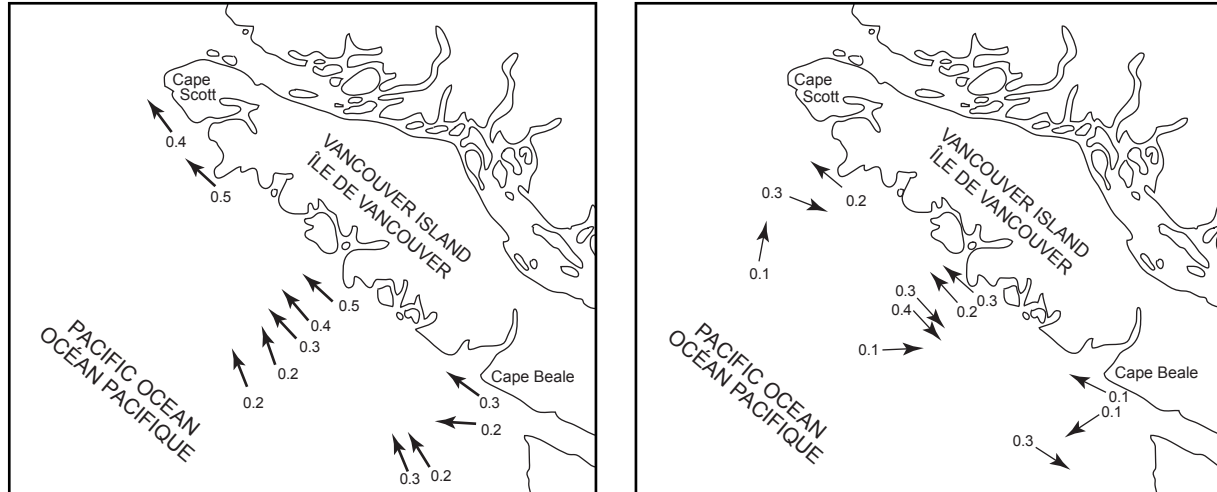 Cape
Scott
0.4
0.5
VANCOUVER ISLAND
ÎLE DE VANCOUVER
0.5
0.4
0.3
0.2
0.2
PACIFIC OCEAN
OCÉAN PACIFIQUE
Cape Beale
0.3
0.2
0.2
0.3
Cape
Scott
0.3
0.2
VANCOUVER ISLAND
ÎLE DE VANCOUVER
0.1
0.3
0.3
0.2
0.4
0.1
PACIFIC OCEAN
OCÉAN PACIFIQUE
Cape Beale
0.1
0.1
0.3